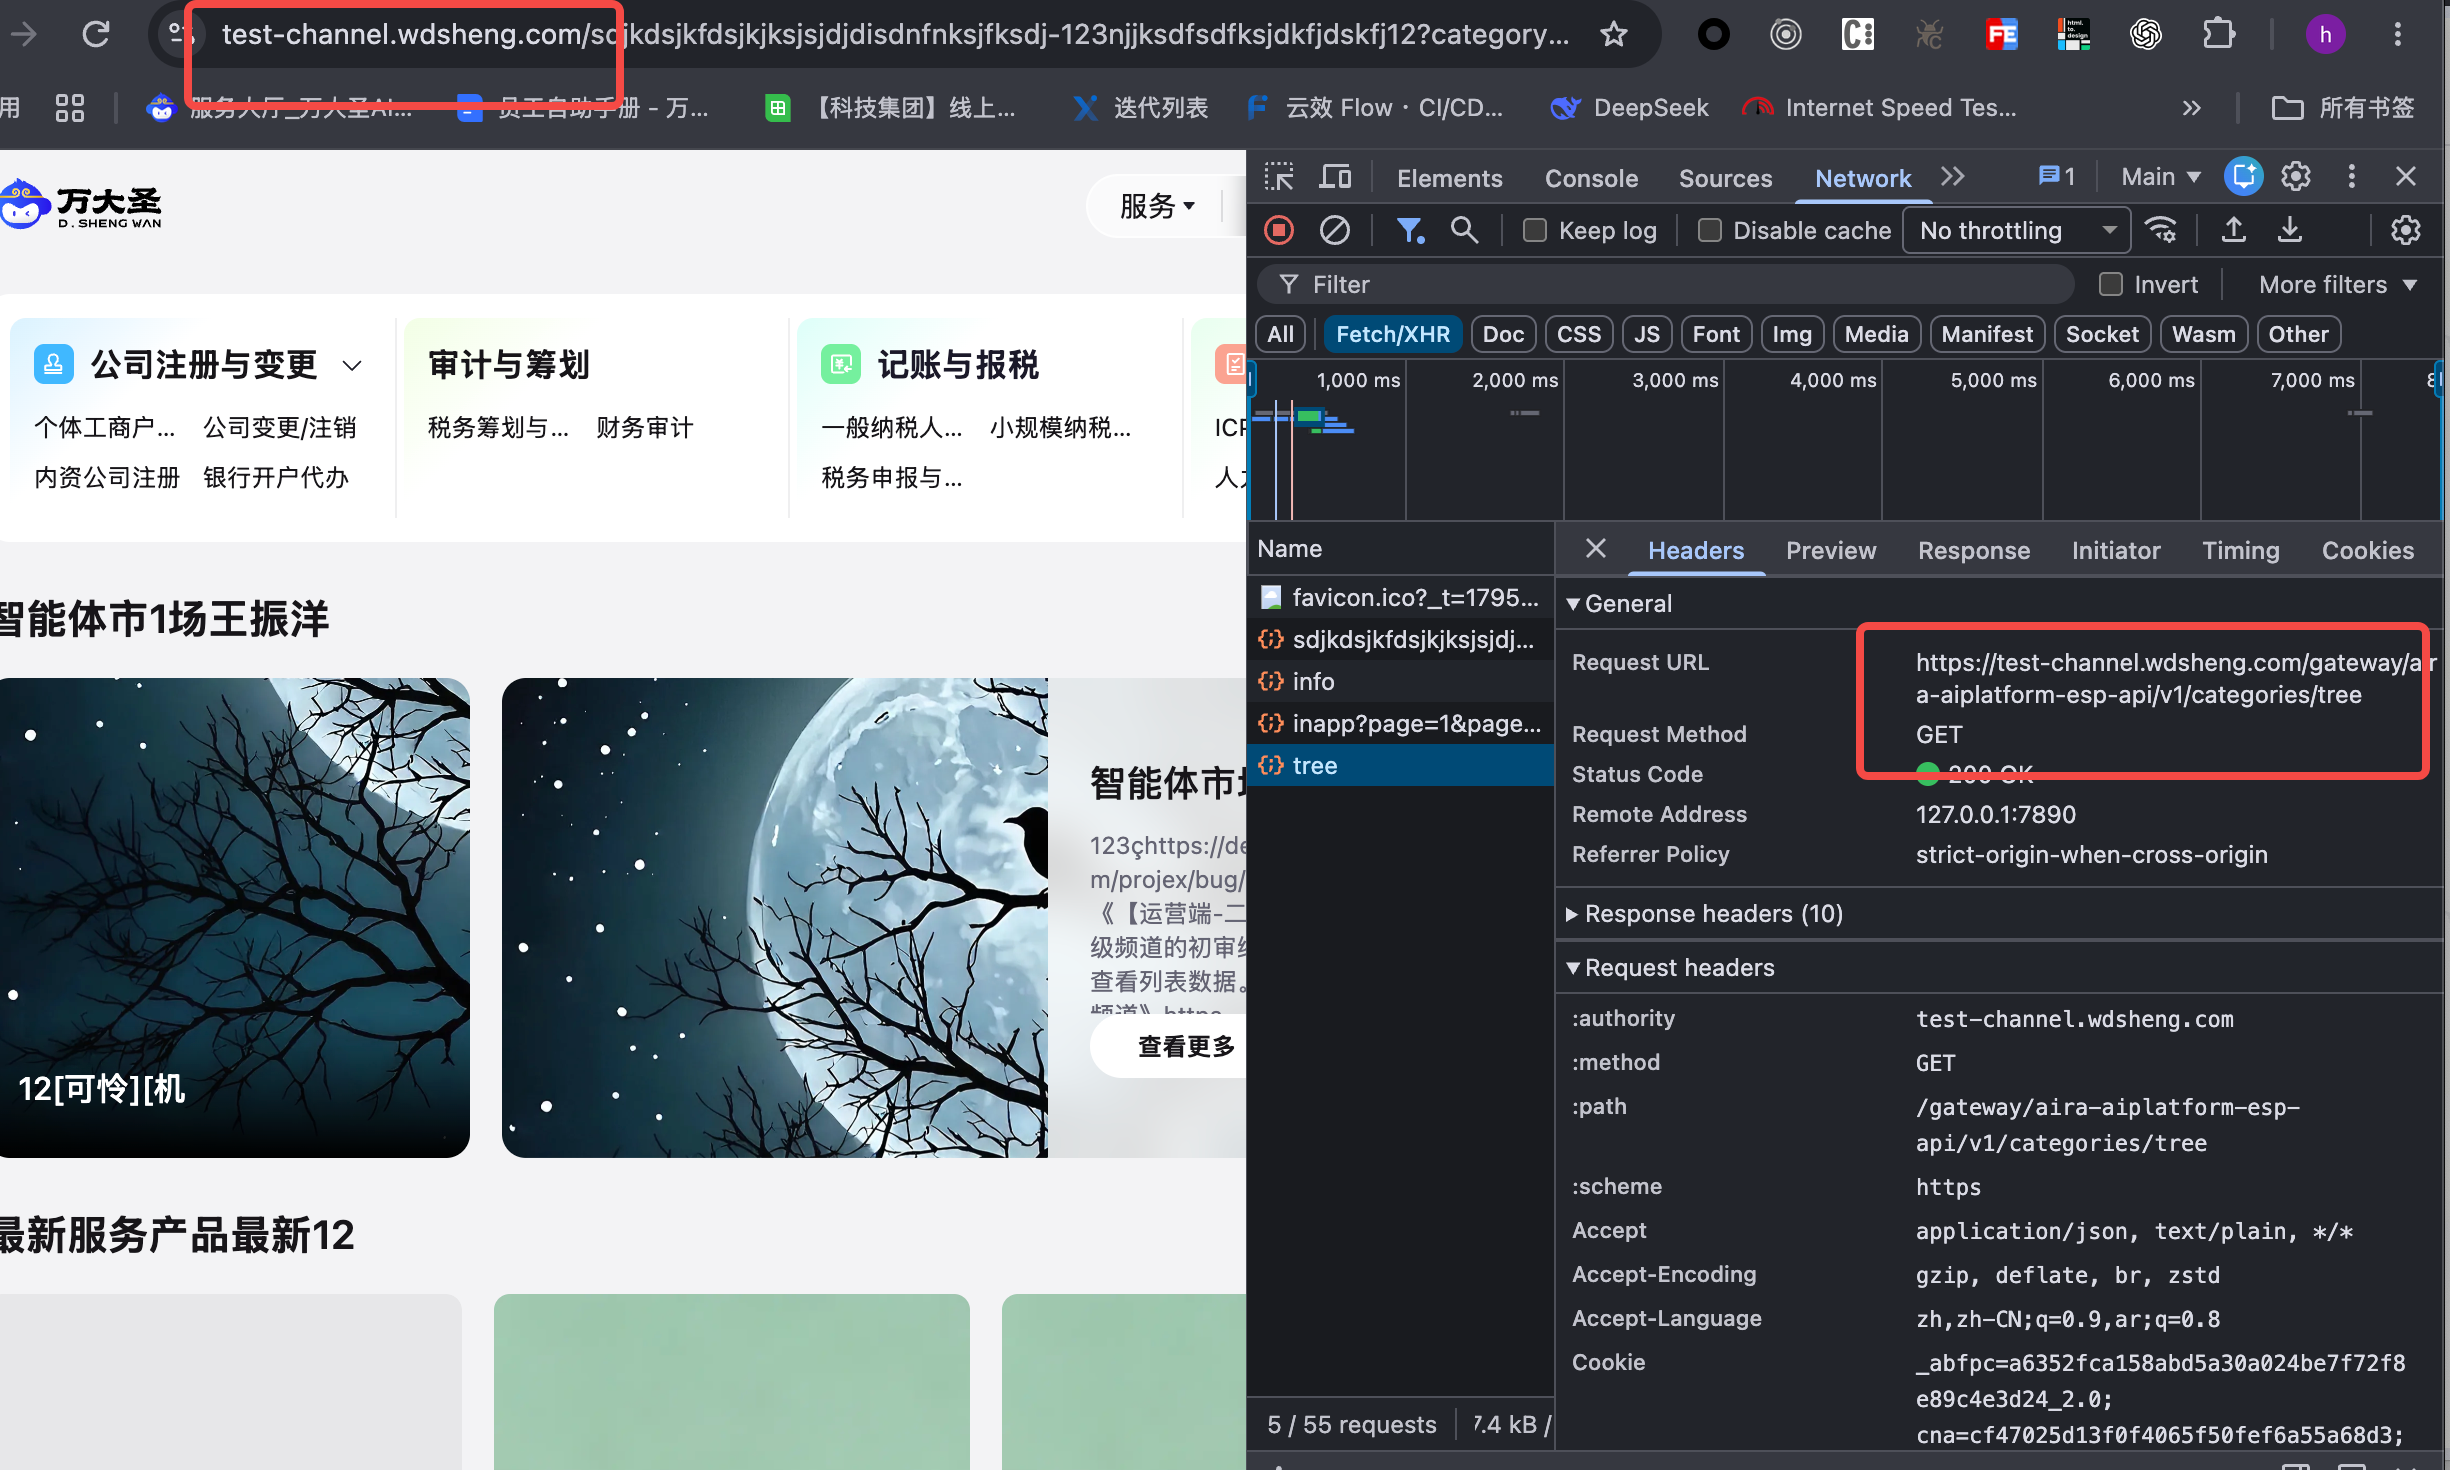 test-channel.wdsheng.com/sdjkdsjkfdsjkjksjsjdjdisdnfnksjfksdj-123njjksdfsdfksjdkfjdskfj12?category...
h
用
服务大厅_万大圣AI...
员工自助手册 - 万...
【科技集团】线上...
迭代列表
云效 Flow · CI/CD...
DeepSeek
Internet Speed Tes...
»
所有书签
万大圣
D.SHENG WAN
服务
公司注册与变更
个体工商户...
公司变更/注销
内资公司注册
银行开户代办
审计与筹划
税务筹划与...
财务审计
记账与报税
一般纳税人...
小规模纳税...
税务申报与...
智能体市1场王振洋
12[可怜][机
智能体市
123çhttps://de
m/projex/bug/
《【运营端-二
级频道的初审
查看列表数据。
查看更多
最新服务产品最新12
Elements
Console
Sources
Network
1
Main
Keep log
Disable cache
No throttling
Filter
Invert
More filters
All
Fetch/XHR
Doc
CSS
JS
Font
Img
Media
Manifest
Socket
Wasm
Other
1,000 ms
2,000 ms
3,000 ms
4,000 ms
5,000 ms
6,000 ms
7,000 ms
Name
favicon.ico?_t=1795...
sdjkdsjkfdsjkjksjsjdj...
info
inapp?page=1&page...
tree
5 / 55 requests
7.4 kB /
Headers
Preview
Response
Initiator
Timing
Cookies
General
Request URL
https://test-channel.wdsheng.com/gateway/air
a-aiplatform-esp-api/v1/categories/tree
Request Method
GET
Status Code
200 OK
Remote Address
127.0.0.1:7890
Referrer Policy
strict-origin-when-cross-origin
Response headers (10)
Request headers
:authority
test-channel.wdsheng.com
:method
GET
:path
/gateway/aira-aiplatform-esp-
api/v1/categories/tree
:scheme
https
Accept
application/json, text/plain, */*
Accept-Encoding
gzip, deflate, br, zstd
Accept-Language
zh,zh-CN;q=0.9,ar;q=0.8
Cookie
_abfpc=a6352fca158abd5a30a024be7f72f8
e89c4e3d24_2.0;
cna=cf47025d13f0f4065f50fef6a55a68d3;